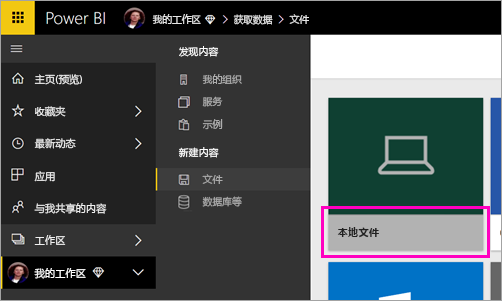 Power BI
我的工作区 > 获取数据 > 文件
主页(预览)
收藏夹
最新动态
应用
与我共享的内容
工作区
我的工作区
发现内容
我的组织
服务
示例
新建内容
文件
数据库等
本地文件